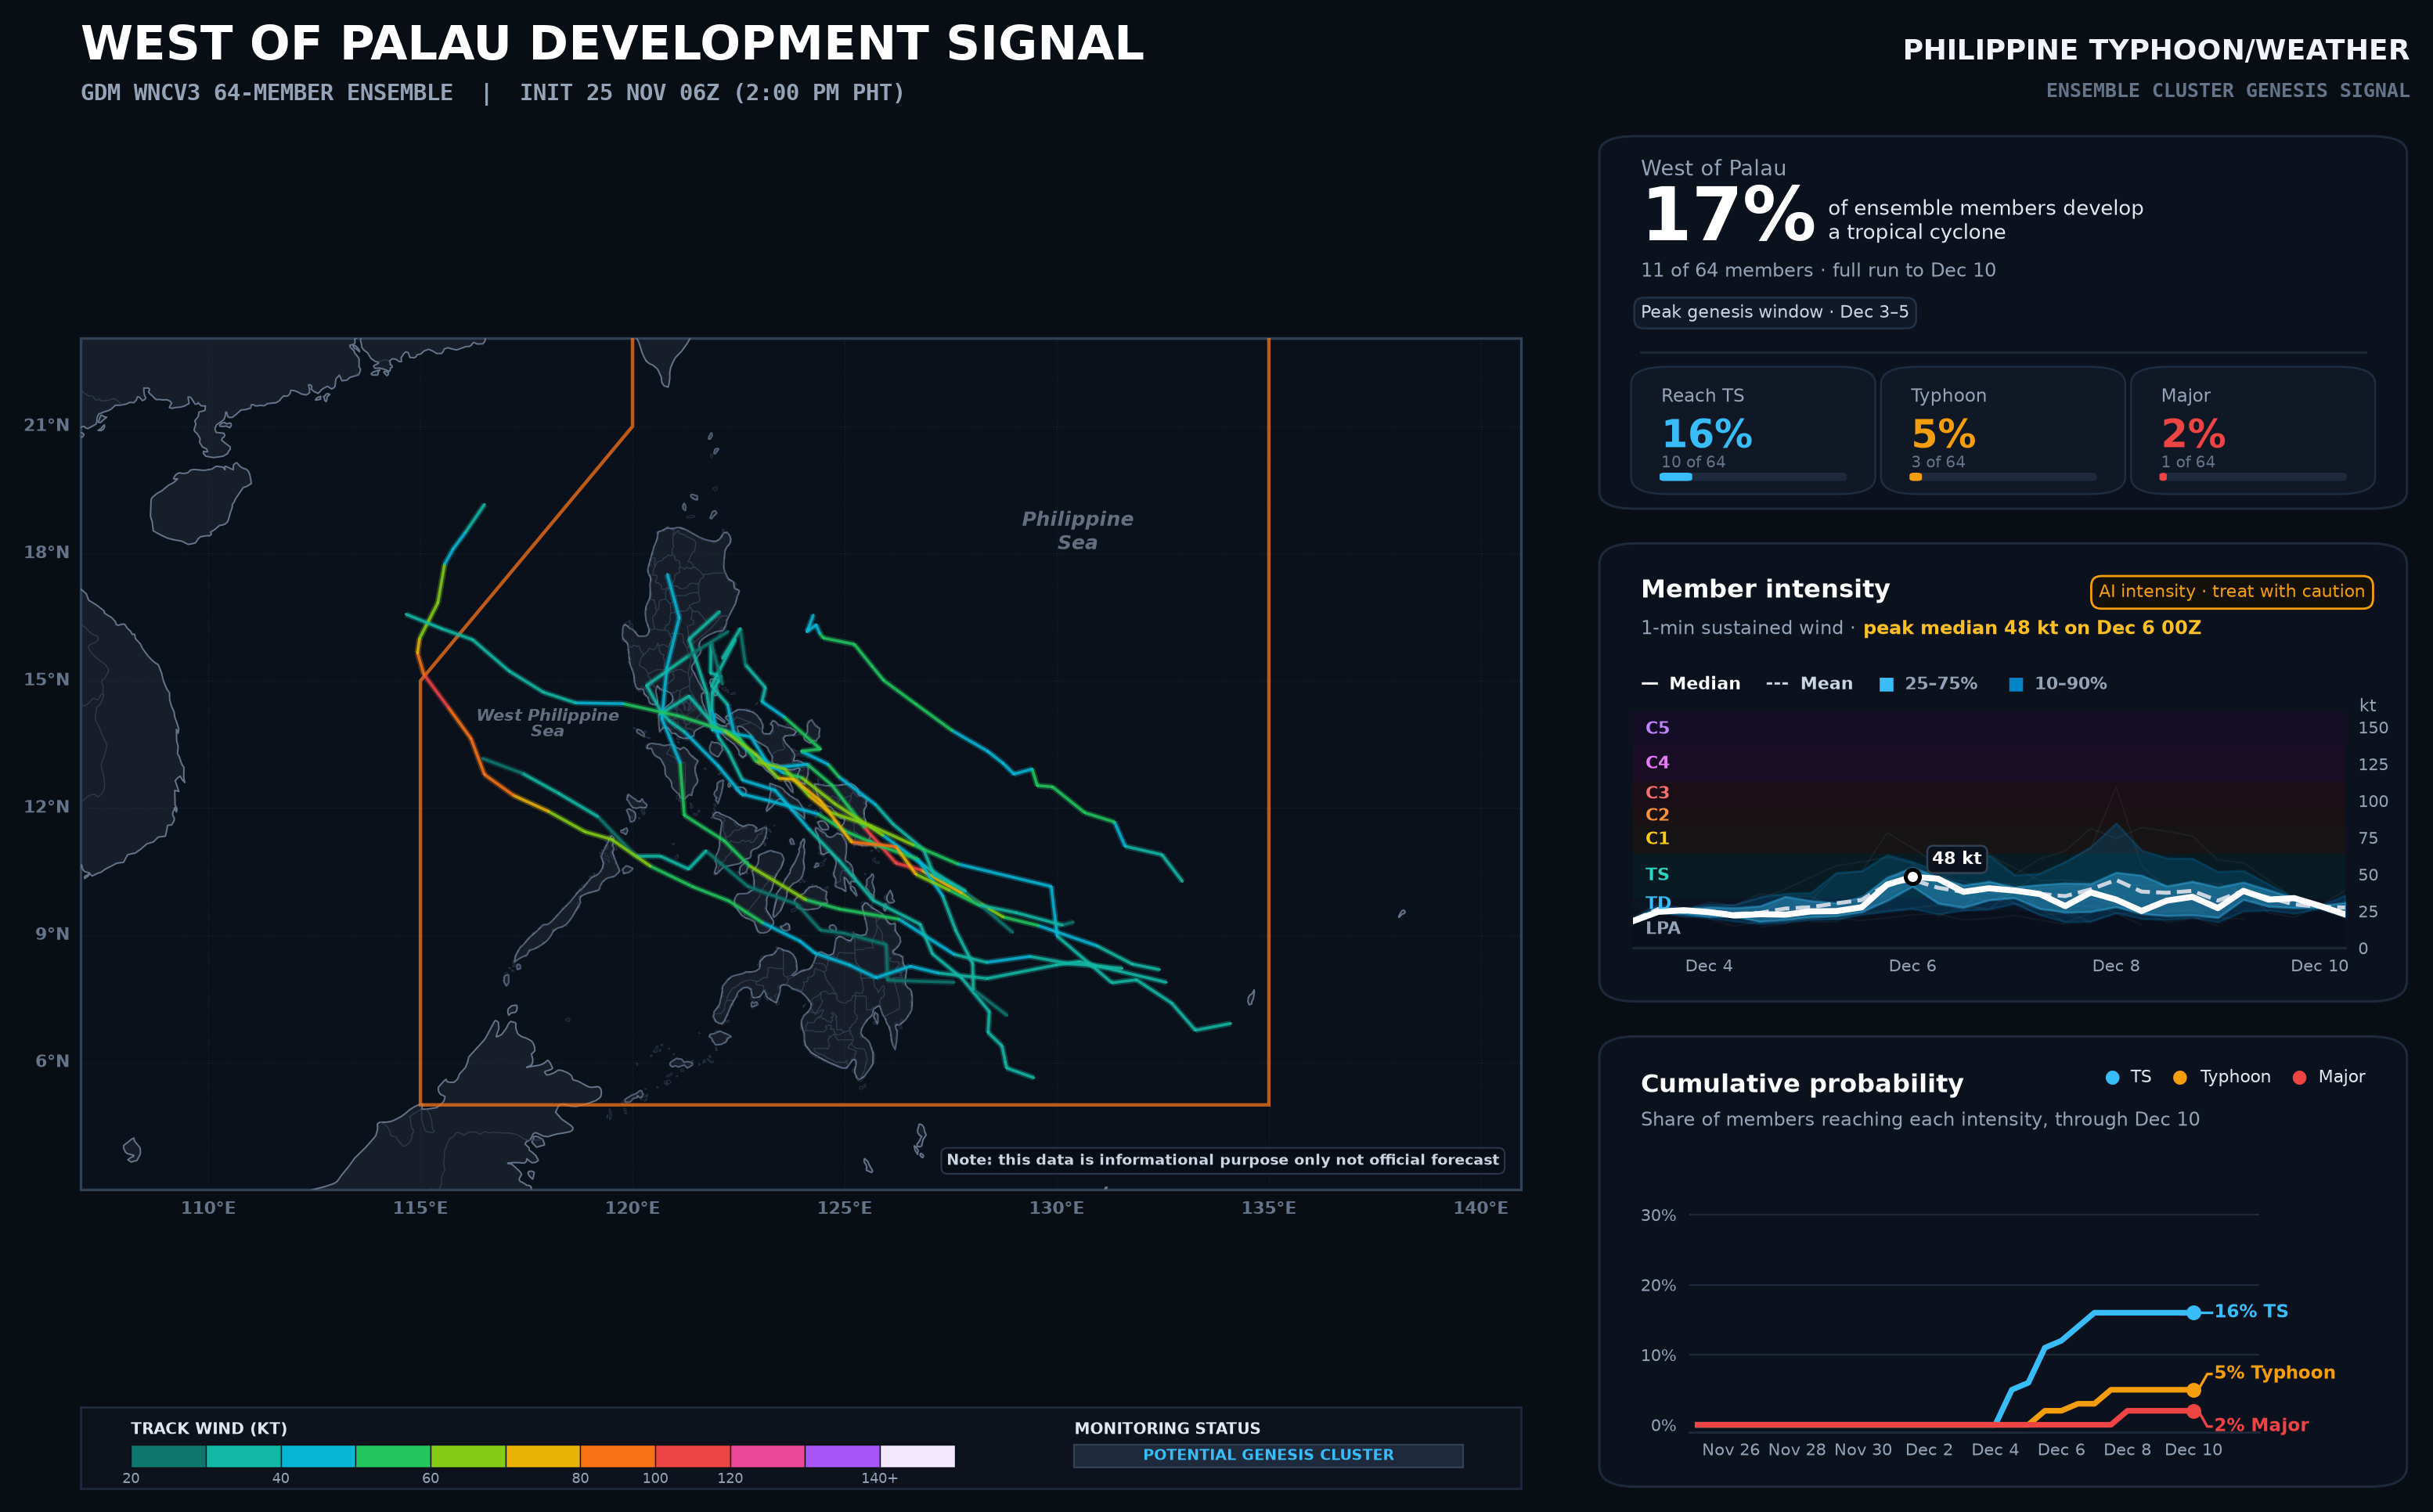 WEST OF PALAU DEVELOPMENT SIGNAL
GDM WNCV3 64-MEMBER ENSEMBLE | INIT 25 NOV 06Z (2:00 PM PHT)
PHILIPPINE TYPHOON/WEATHER
ENSEMBLE CLUSTER GENESIS SIGNAL
21°N
18°N
15°N
12°N
9°N
6°N
Philippine
Sea
West Philippine
Sea
Note: this data is informational purpose only not official forecast
110°E
115°E
120°E
125°E
130°E
135°E
140°E
TRACK WIND (KT)
20
40
60
80
100
120
140+
MONITORING STATUS
POTENTIAL GENESIS CLUSTER
West of Palau
17%
of ensemble members develop
a tropical cyclone
11 of 64 members · full run to Dec 10
Peak genesis window · Dec 3–5
Reach TS
16%
10 of 64
Typhoon
5%
3 of 64
Major
2%
1 of 64
Member intensity
AI intensity · treat with caution
1-min sustained wind · peak median 48 kt on Dec 6 00Z
Median
Mean
25–75%
10–90%
kt
C5
C4
C3
C2
C1
TS
TD
LPA
48 kt
150
125
100
75
50
25
0
Dec 4
Dec 6
Dec 8
Dec 10
Cumulative probability
TS
Typhoon
Major
Share of members reaching each intensity, through Dec 10
30%
20%
10%
0%
16% TS
5% Typhoon
2% Major
Nov 26
Nov 28
Nov 30
Dec 2
Dec 4
Dec 6
Dec 8
Dec 10